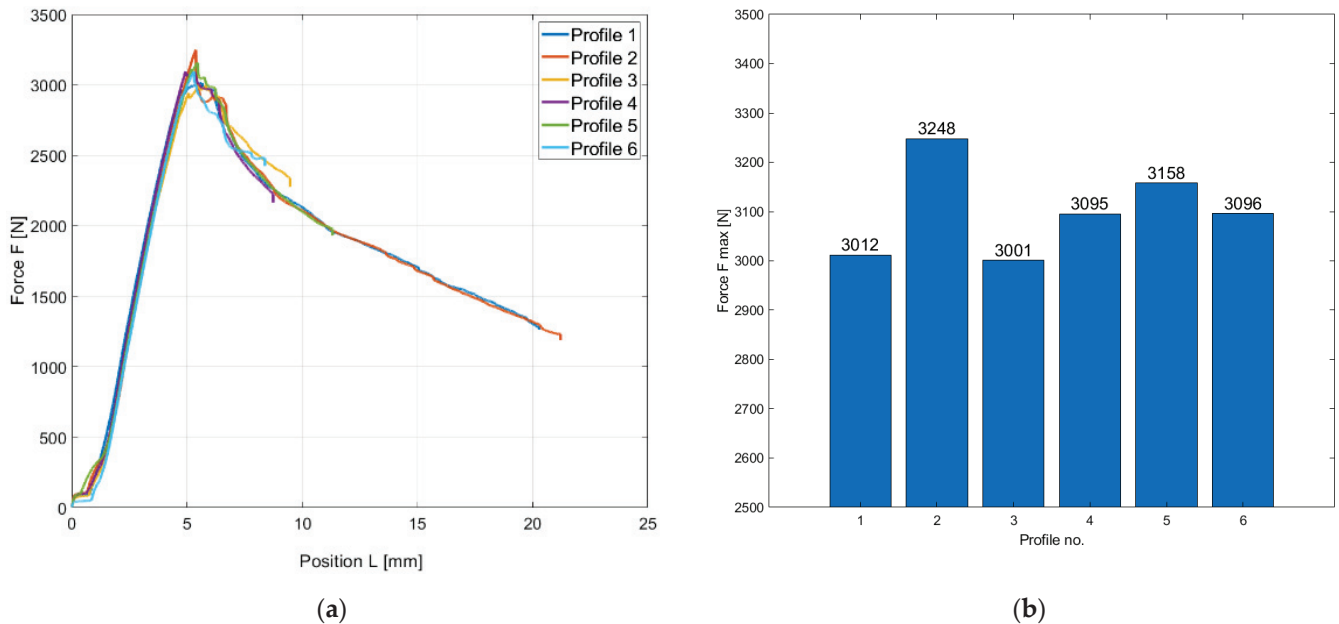 3500
3000
2500
2000
1500
1000
500
0
Force F [N]
0 5 10 15 20 25
Position L [mm]
Profile 1
Profile 2
Profile 3
Profile 4
Profile 5
Profile 6
(a)
3500
3400
3300
3200
3100
3000
2900
2800
2700
2600
2500
Force F max [N]
3012
3248
3001
3095
3158
3096
1 2 3 4 5 6
Profile no.
(b)